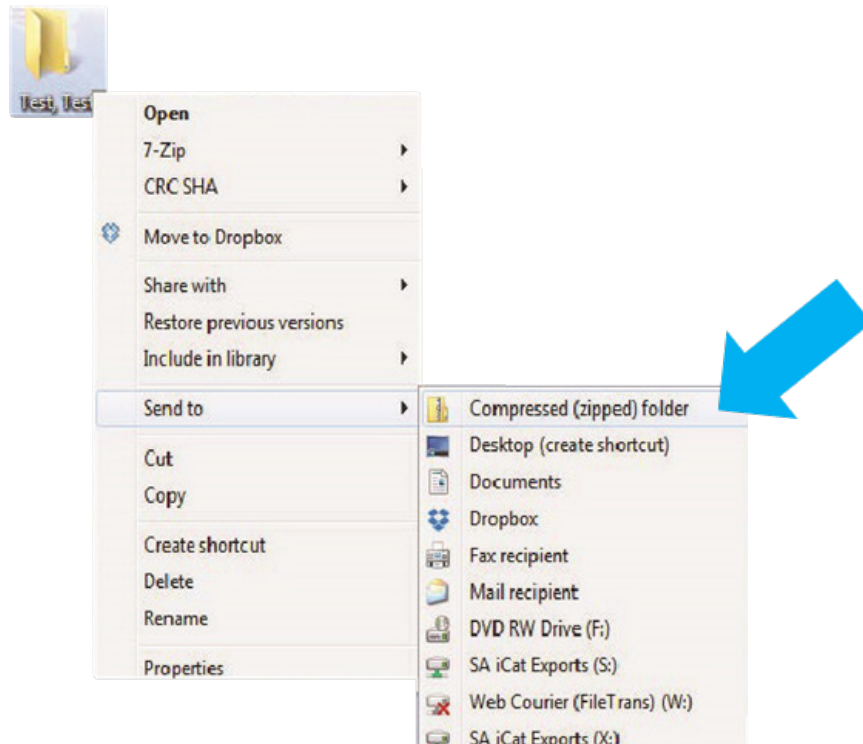 Test, Test
Open
7-Zip
CRC SHA
Move to Dropbox
Share with
Restore previous versions
Include in library
Send to
Cut
Copy
Create shortcut
Delete
Rename
Properties
Compressed (zipped) folder
Desktop (create shortcut)
Documents
Dropbox
Fax recipient
Mail recipient
DVD RW Drive (F:)
SA iCat Exports (S:)
Web Courier (FileTrans) (W:)
SA iCat Exports (X:)